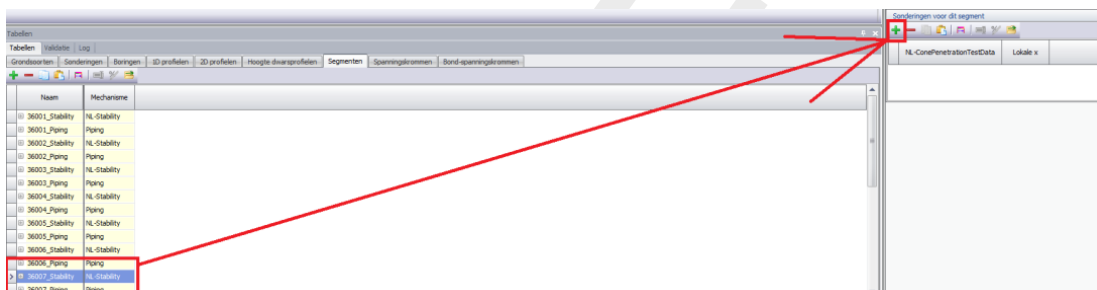 Sonderingen voor dit segment
Tabellen
Tabellen Validatie Log
Grondsoorten Sonderingen Boringen 1D profielen 2D profielen Hoogte dwarsprofielen Segmenten Spanningskrommen Bond-spanningskrommen
NL-ConePenetrationTestData Lokale x
Naam Mechanisme
36001_Stability NL-Stability
36001_Piping Piping
36002_Stability NL-Stability
36002_Piping Piping
36003_Stability NL-Stability
36003_Piping Piping
36004_Stability NL-Stability
36004_Piping Piping
36005_Stability NL-Stability
36005_Piping Piping
36006_Stability NL-Stability
36006_Piping Piping
36007_Stability NL-Stability
36007_Piping Piping